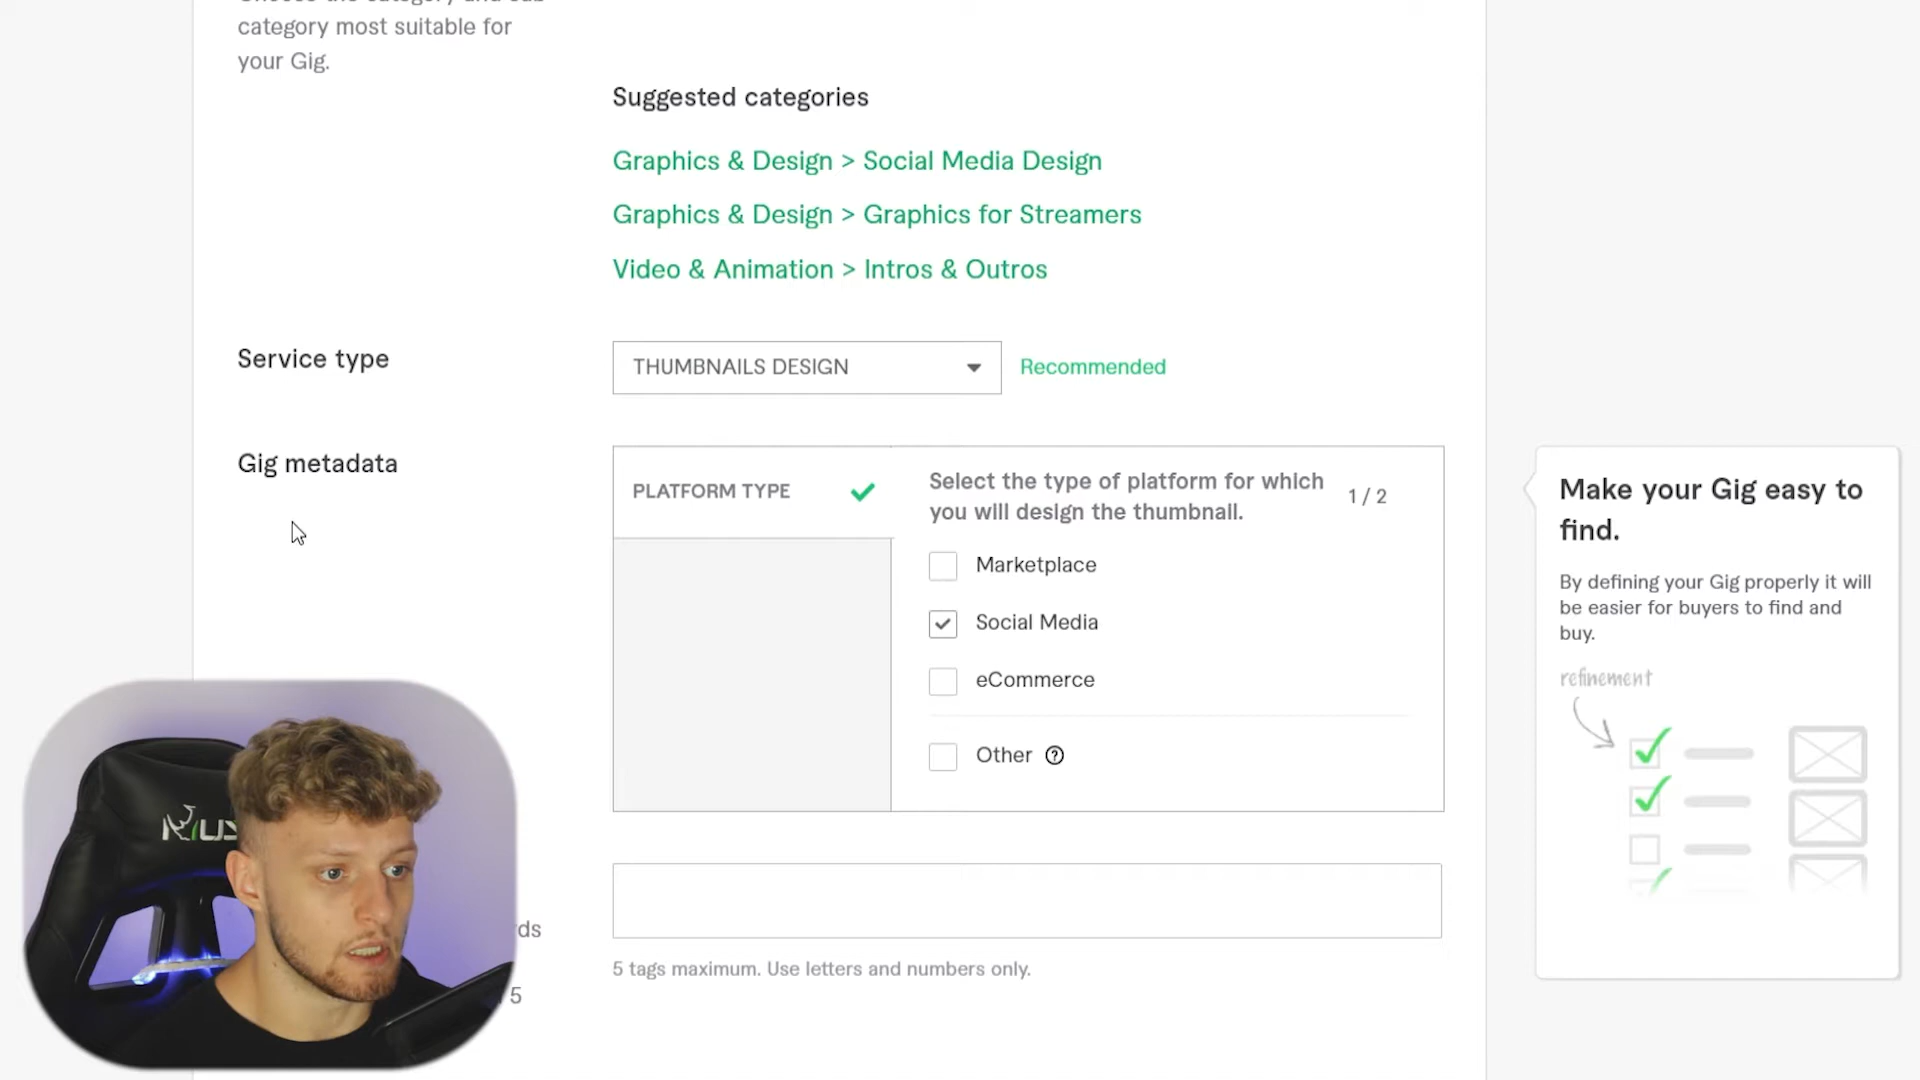 category most suitable for
your Gig.
Suggested categories
Graphics & Design > Social Media Design
Graphics & Design > Graphics for Streamers
Video & Animation > Intros & Outros
Service type
THUMBNAILS DESIGN
Recommended
Gig metadata
PLATFORM TYPE
Select the type of platform for which
you will design the thumbnail.
1 / 2
Marketplace
Social Media
eCommerce
Other
5 tags maximum. Use letters and numbers only.
ds
5
Make your Gig easy to
find.
By defining your Gig properly it will
be easier for buyers to find and
buy.
refinement